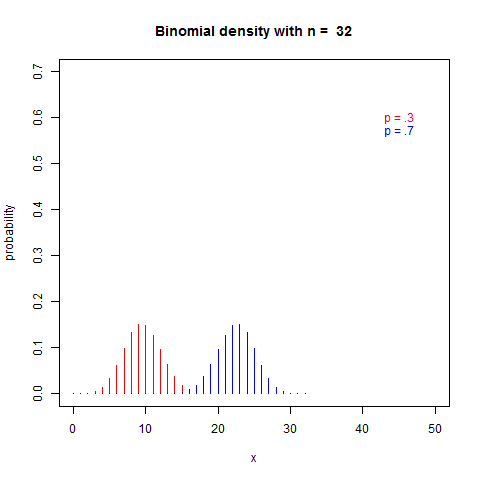 Binomial density with n =  32
0.7
0.6
0.5
0.4
0.3
0.2
0.1
0.0
probability
p = .3
p = .7
0 10 20 30 40 50
x